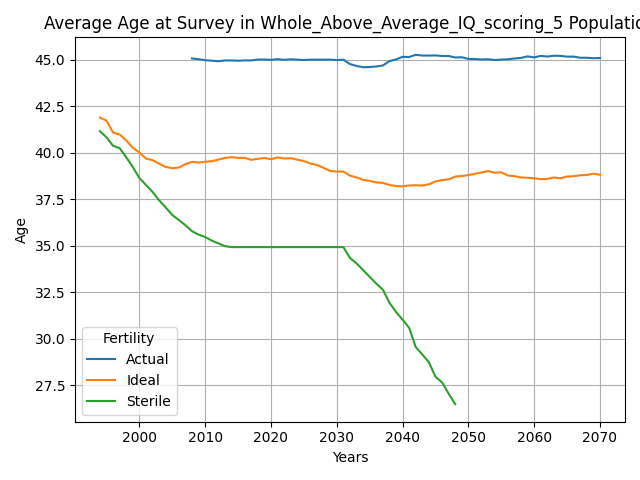 Average Age at Survey in Whole_Above_Average_IQ_scoring_5 Populatio
45.0
42.5
40.0
37.5
35.0
32.5
30.0
27.5
Age
Fertility
Actual
Ideal
Sterile
2000 2010 2020 2030 2040 2050 2060 2070
Years